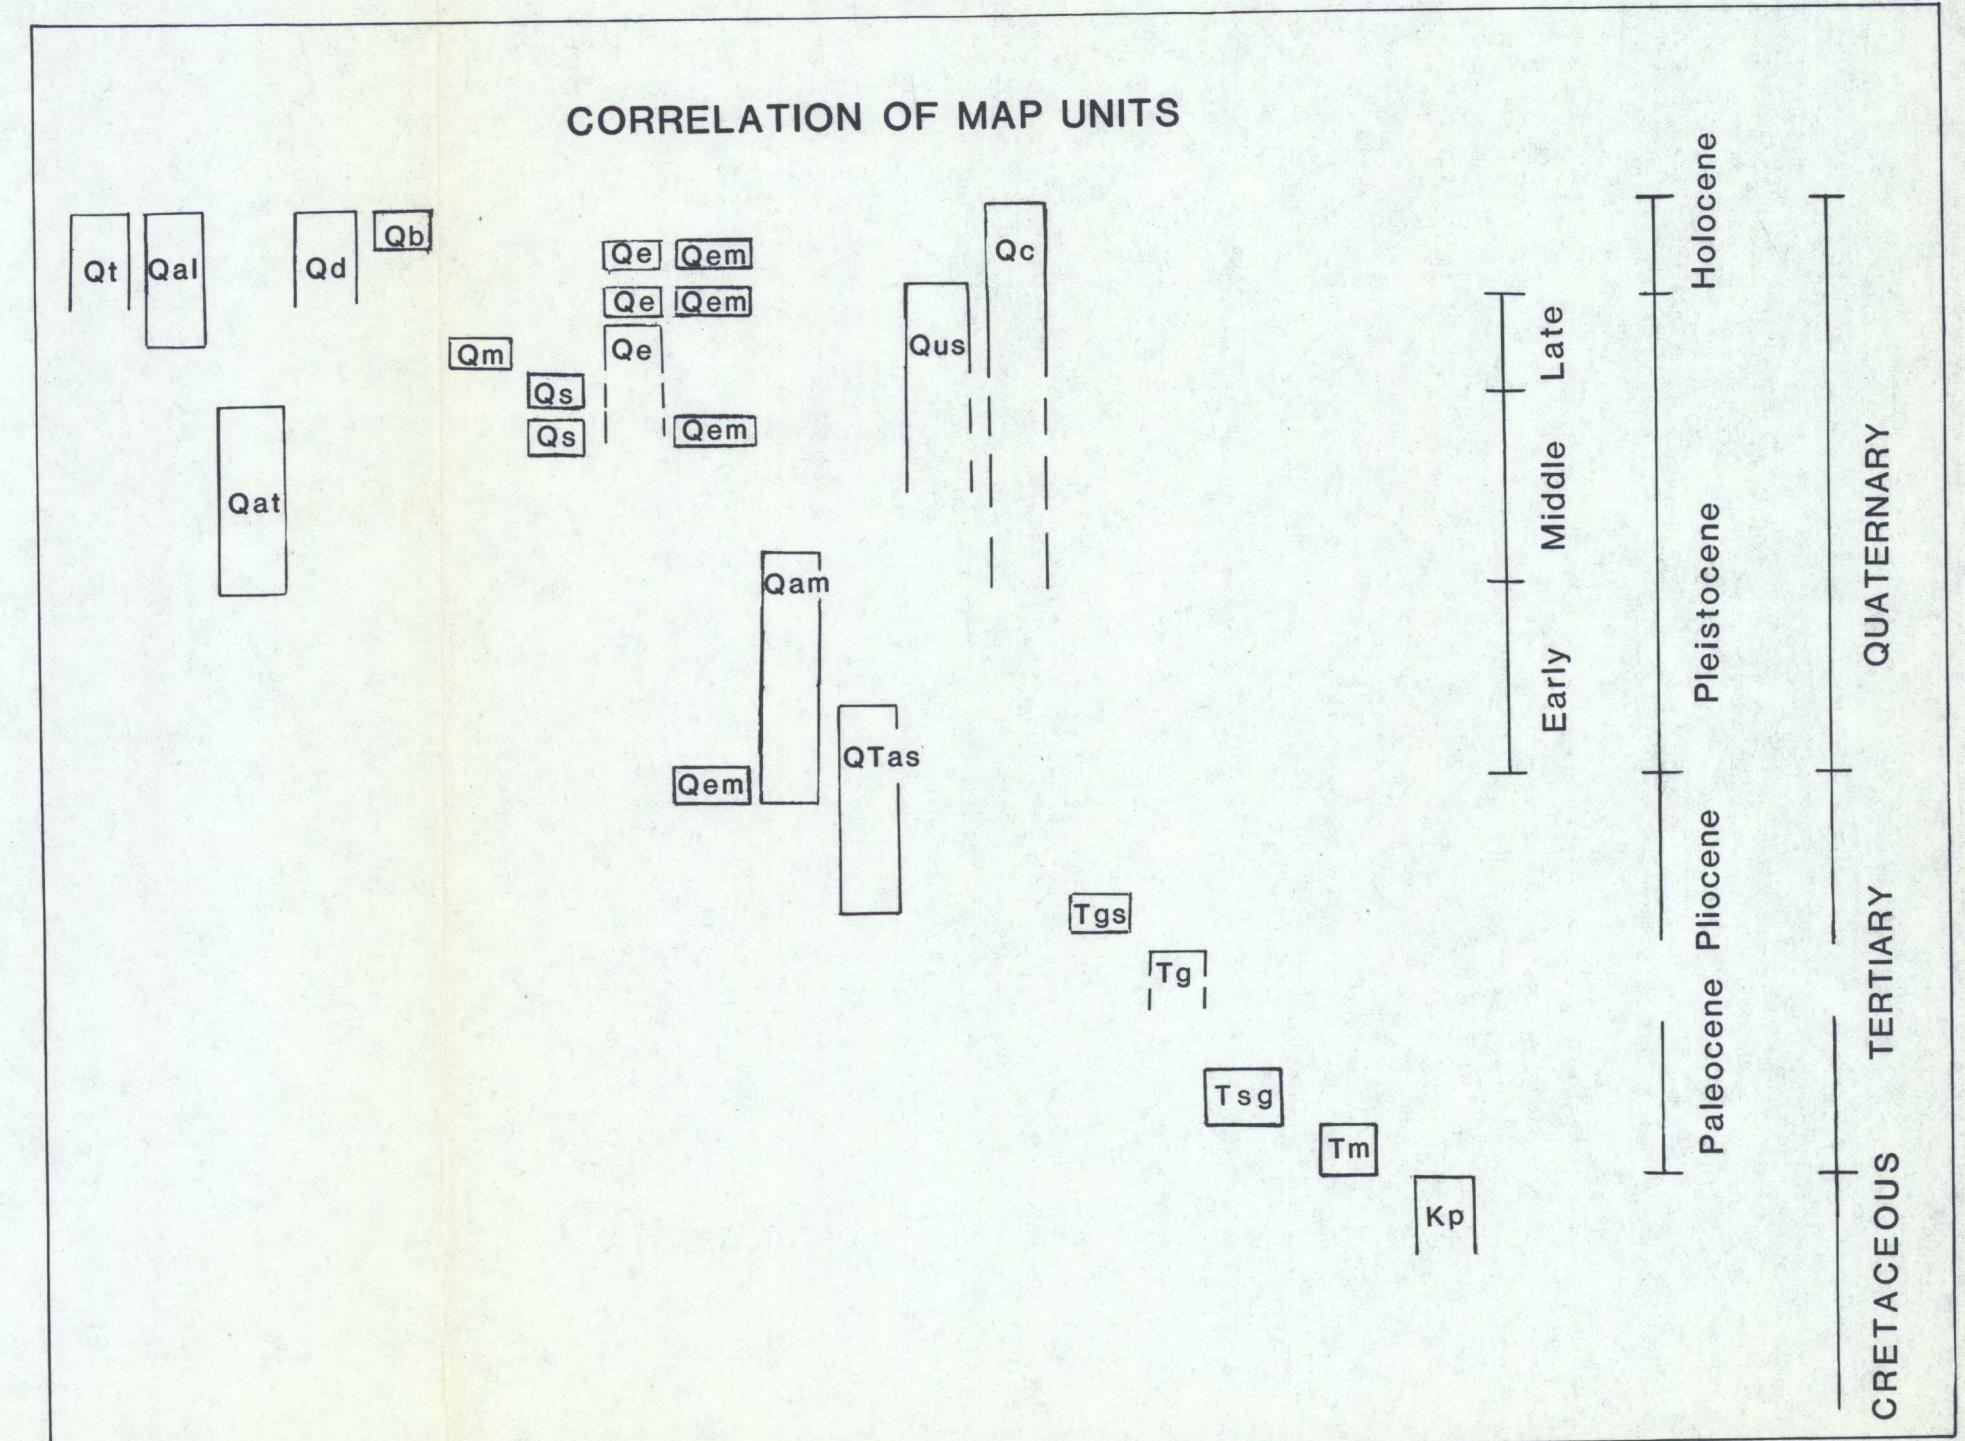 CORRELATION OF MAP UNITS
Qt
Qal
Qd
Qb
Qe
Qem
Qc
Qe
Qem
Qm
Qe
Qus
Qs
Qs
Qem
Qat
Qam
QTas
Qem
Tgs
Tg
Tsg
Tm
Kp
Late
Middle
Early
Holocene
Pleistocene
Pliocene
Paleocene
QUATERNARY
TERTIARY
CRETACEOUS